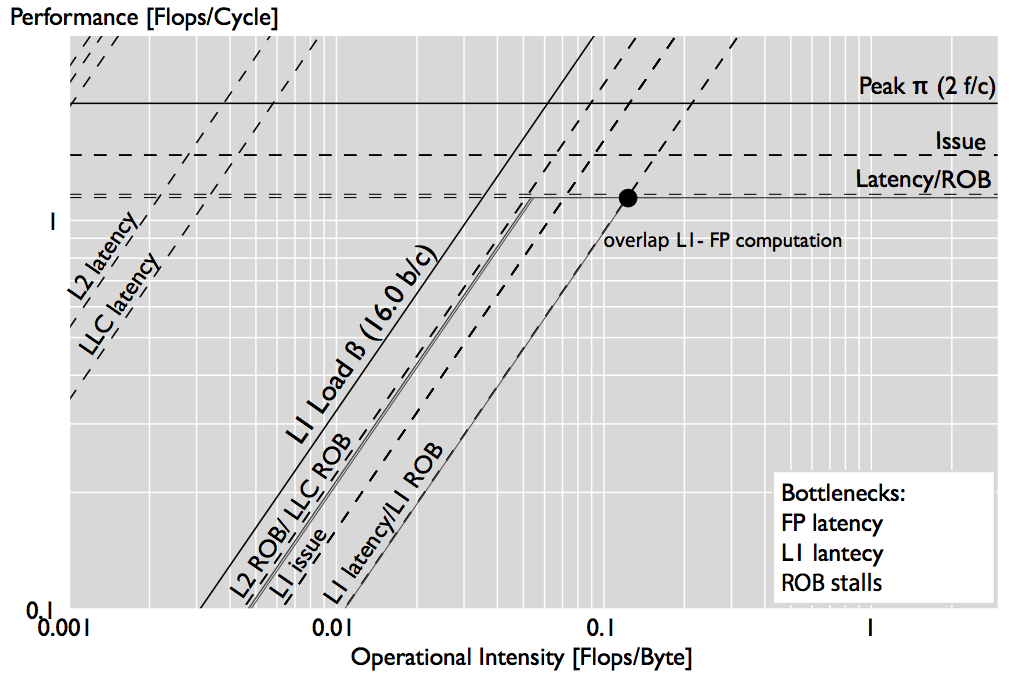 Performance [Flops/Cycle]
Peak π (2 f/c)
Issue
Latency/ROB
1
overlap L1- FP computation
L2 latency
LLC latency
L1 Load ß (16.0 b/c)
L2 ROB/ LLC ROB
L1 issue
L1 latency/L1 ROB
Bottlenecks:
FP latency
L1 lantecy
ROB stalls
0.1
0.001
0.01
0.1
1
Operational Intensity [Flops/Byte]